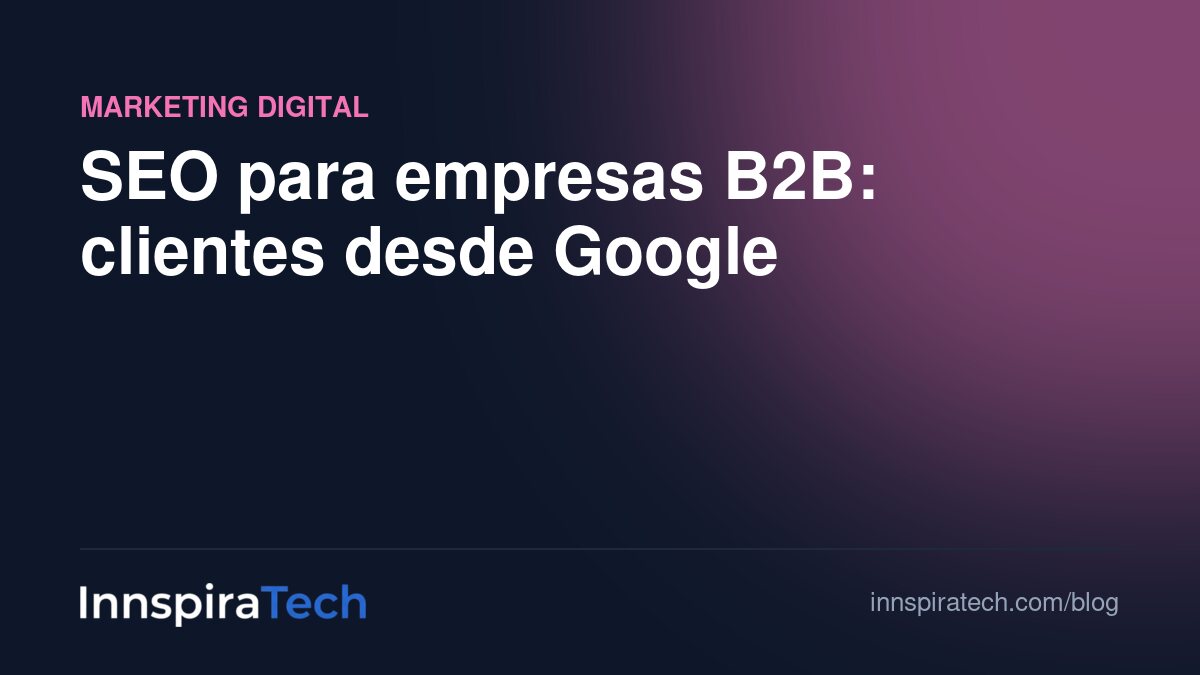 MARKETING DIGITAL
SEO para empresas B2B:
clientes desde Google
InnspiraTech
innspiratech.com/blog